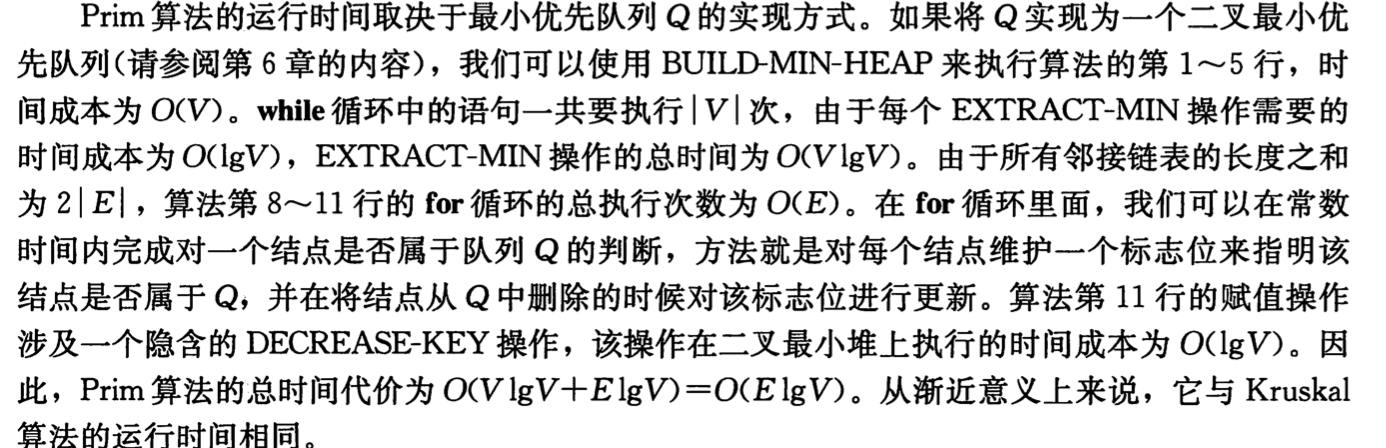 Prim 算法的运行时间取决于最小优先队列 Q 的实现方式。如果将 Q 实现为一个二叉最小优
先队列(请参阅第 6 章的内容)，我们可以使用 BUILD-MIN-HEAP 来执行算法的第 1～5 行，时
间成本为 O(V)。while 循环中的语句一共要执行|V|次，由于每个 EXTRACT-MIN 操作需要的
时间成本为 O(lgV)，EXTRACT-MIN 操作的总时间为 O(VlgV)。由于所有邻接链表的长度之和
为 2|E|，算法第 8～11 行的 for 循环的总执行次数为 O(E)。在 for 循环里面，我们可以在常数
时间内完成对一个结点是否属于队列 Q 的判断，方法就是对每个结点维护一个标志位来指明该
结点是否属于 Q，并在将结点从 Q 中删除的时候对该标志位进行更新。算法第 11 行的赋值操作
涉及一个隐含的 DECREASE-KEY 操作，该操作在二叉最小堆上执行的时间成本为 O(lgV)。因
此，Prim 算法的总时间代价为 O(VlgV+ElgV)=O(ElgV)。从渐近意义上来说，它与 Kruskal
算法的运行时间相同。